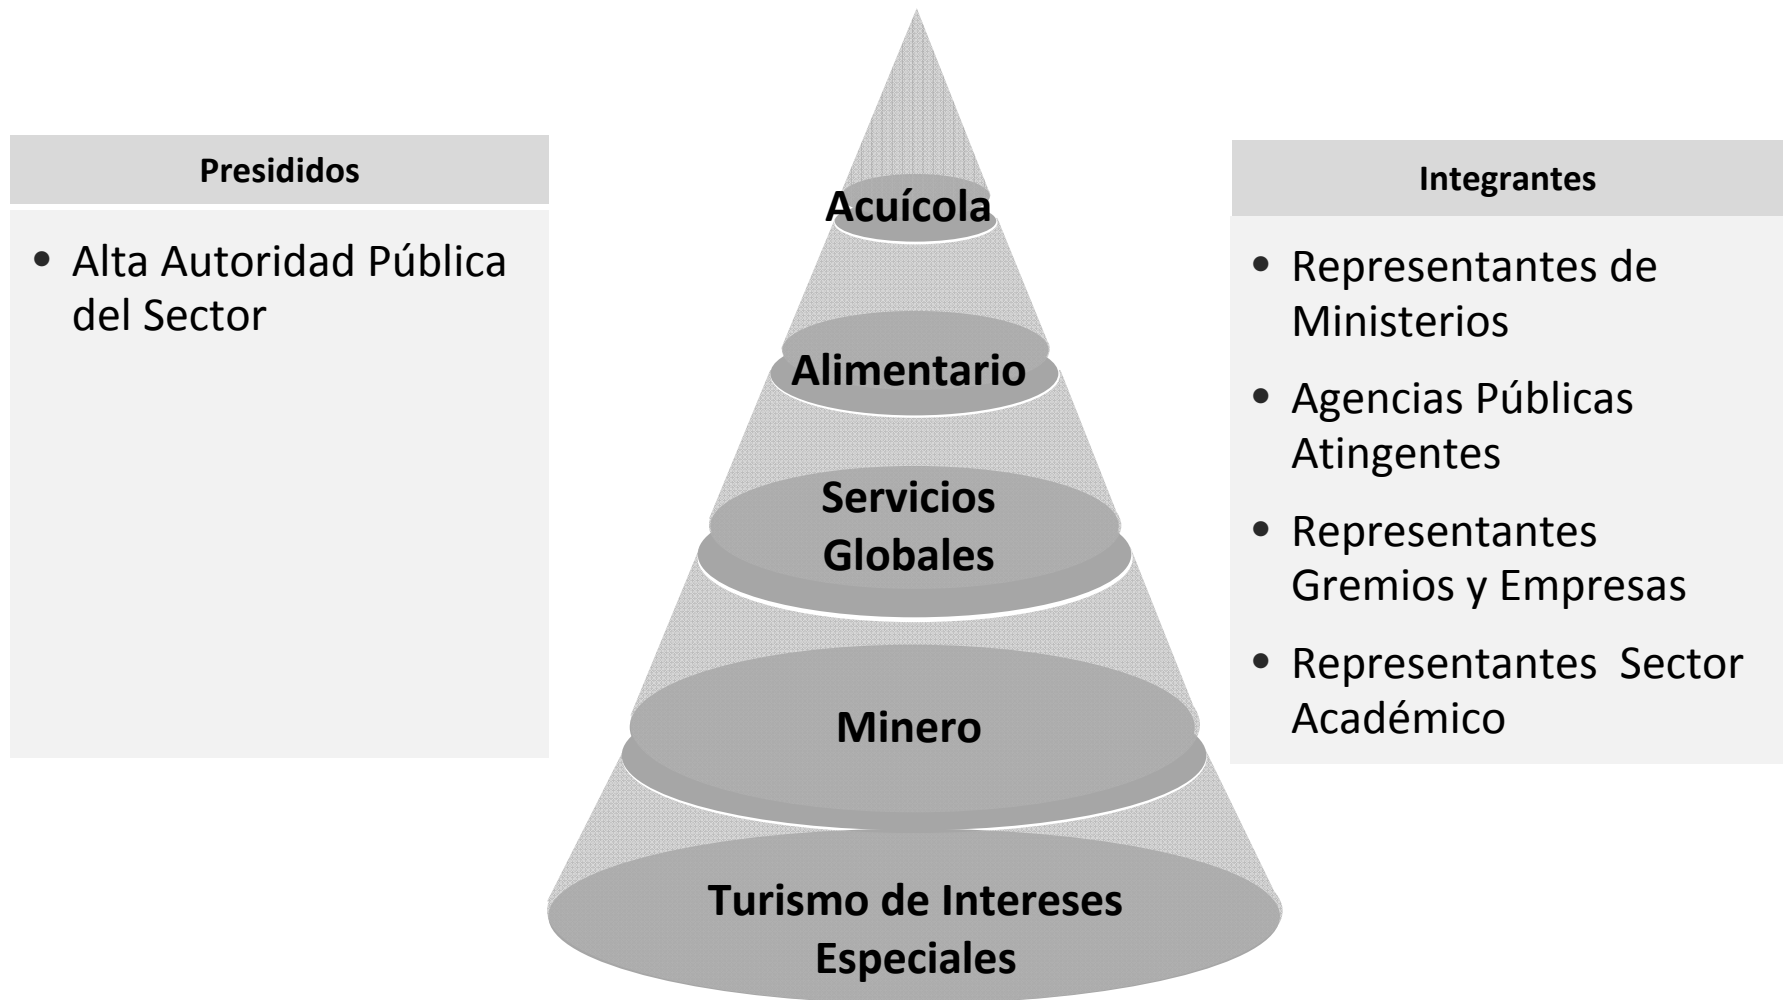 Presididos
• Alta Autoridad Pública
del Sector
Acuícola
Alimentario
Servicios
Globales
Minero
Turismo de Intereses
Especiales
Integrantes
• Representantes de
Ministerios
• Agencias Públicas
Atingentes
• Representantes
Gremios y Empresas
• Representantes  Sector
Académico